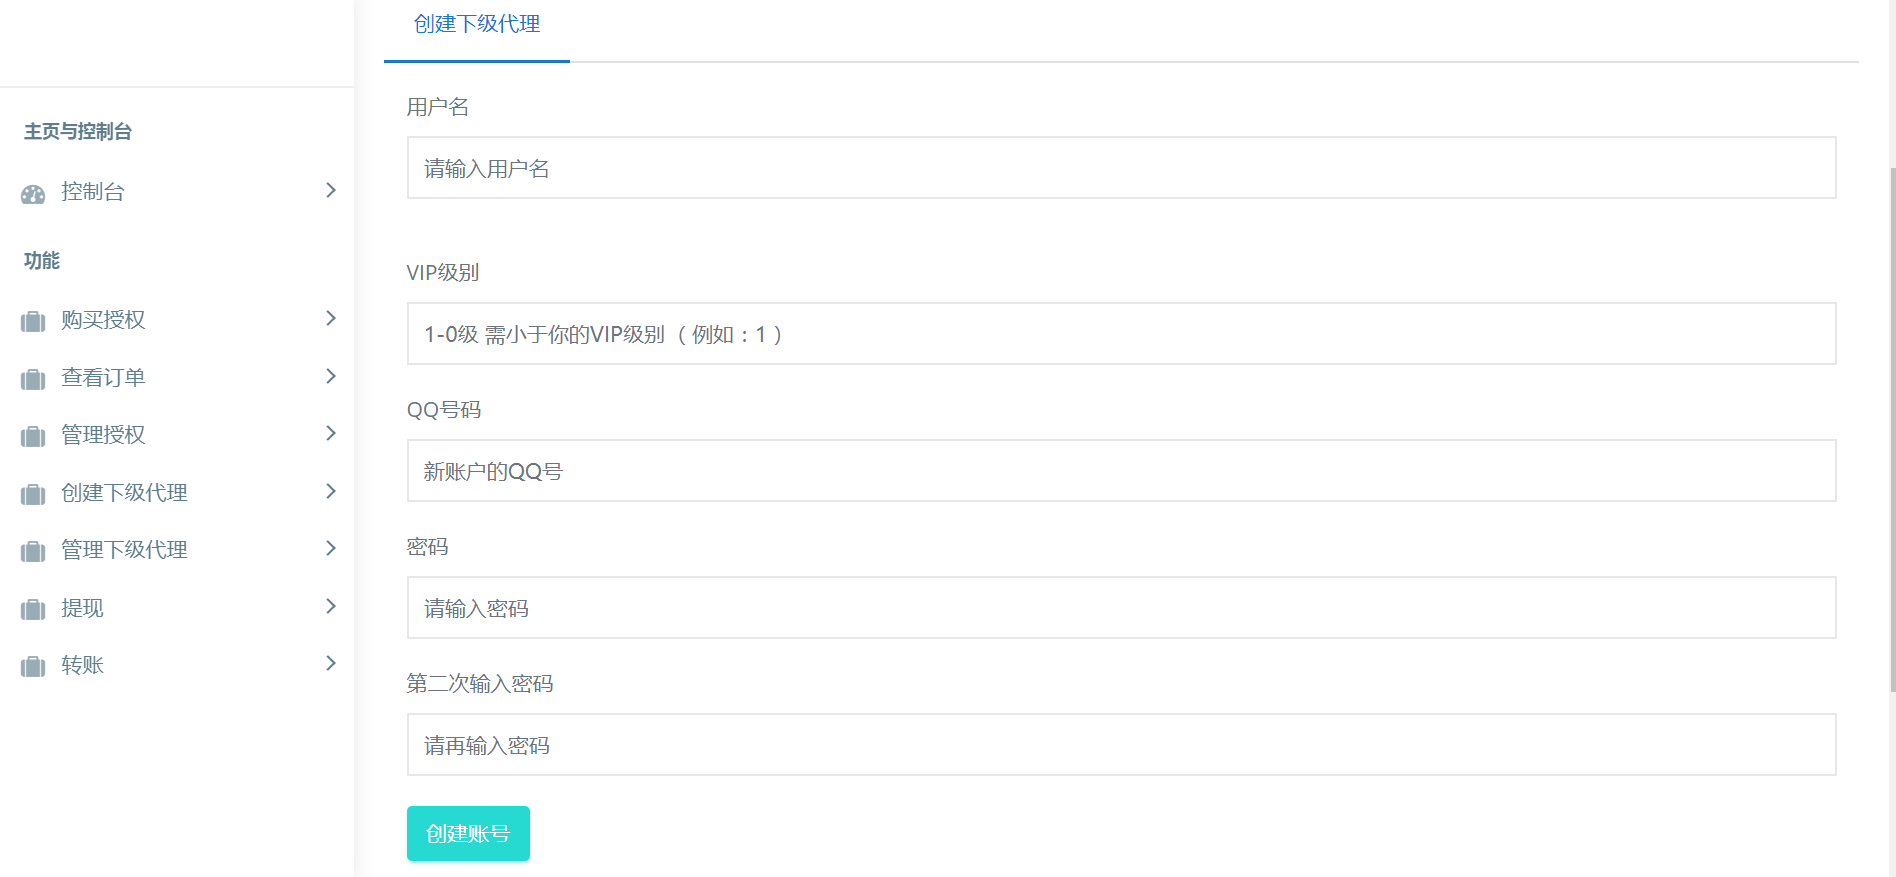 主页与控制台
控制台
功能
购买授权
查看订单
管理授权
创建下级代理
管理下级代理
提现
转账
创建下级代理
用户名
请输入用户名
VIP级别
1-0级 需小于你的VIP级别 （ 例如：1 ）
QQ号码
新账户的QQ号
密码
请输入密码
第二次输入密码
请再输入密码
创建账号